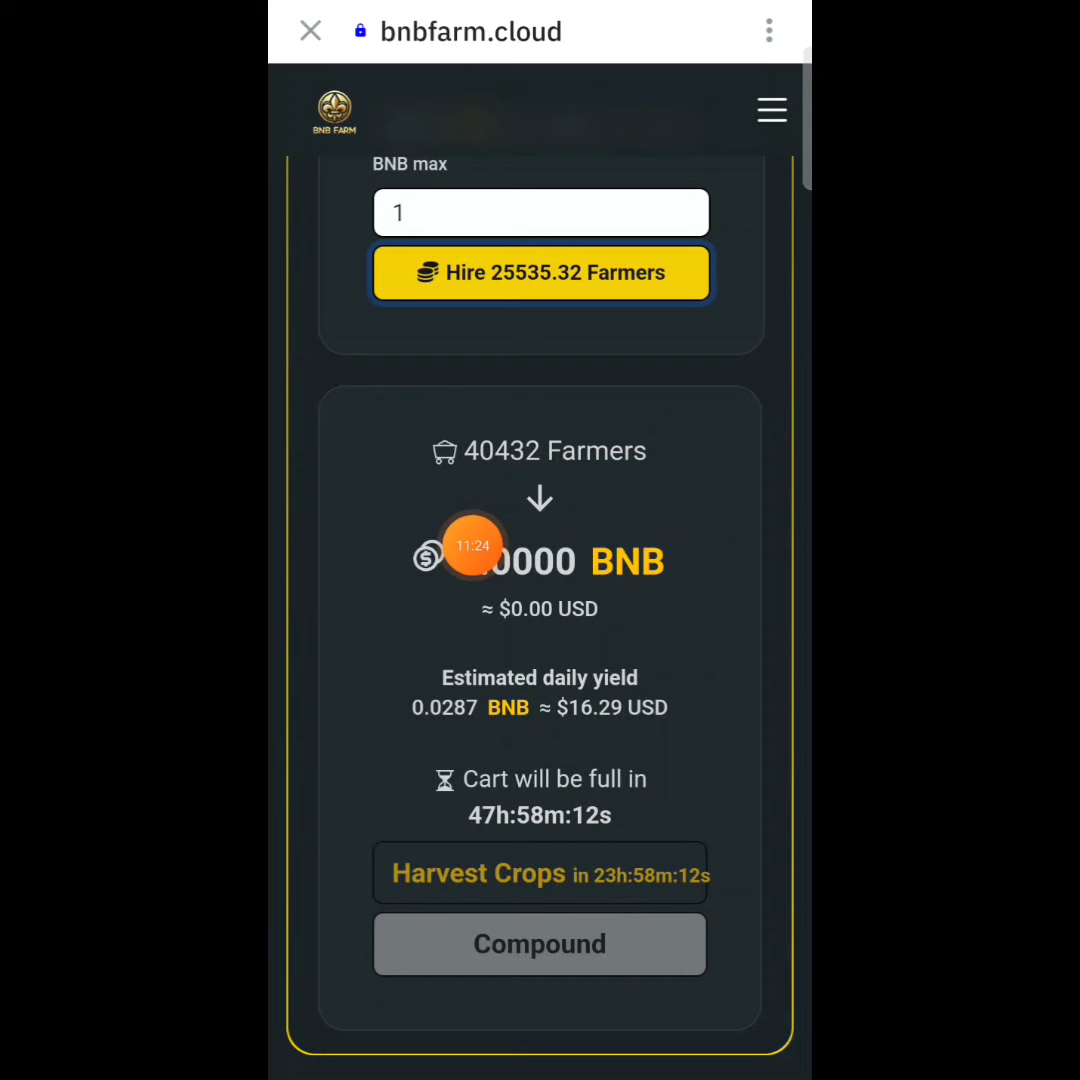 bnbfarm.cloud
BNB FARM
BNB max
1
Hire 25535.32 Farmers
40432 Farmers
11:24
0000 BNB
≈ $0.00 USD
Estimated daily yield
0.0287 BNB ≈ $16.29 USD
Cart will be full in
47h:58m:12s
Harvest Crops in 23h:58m:12s
Compound